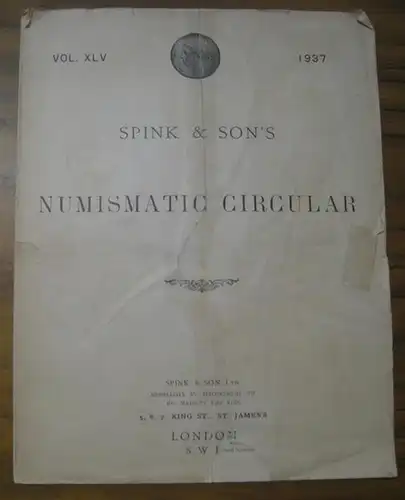 VOL. XLV 1937
SPINK & SON'S
NUMISMATIC CIRCULAR
SPINK & SON LTD
5, 6, 7 KING ST., ST. JAMES'S
LONDON
S. W 1